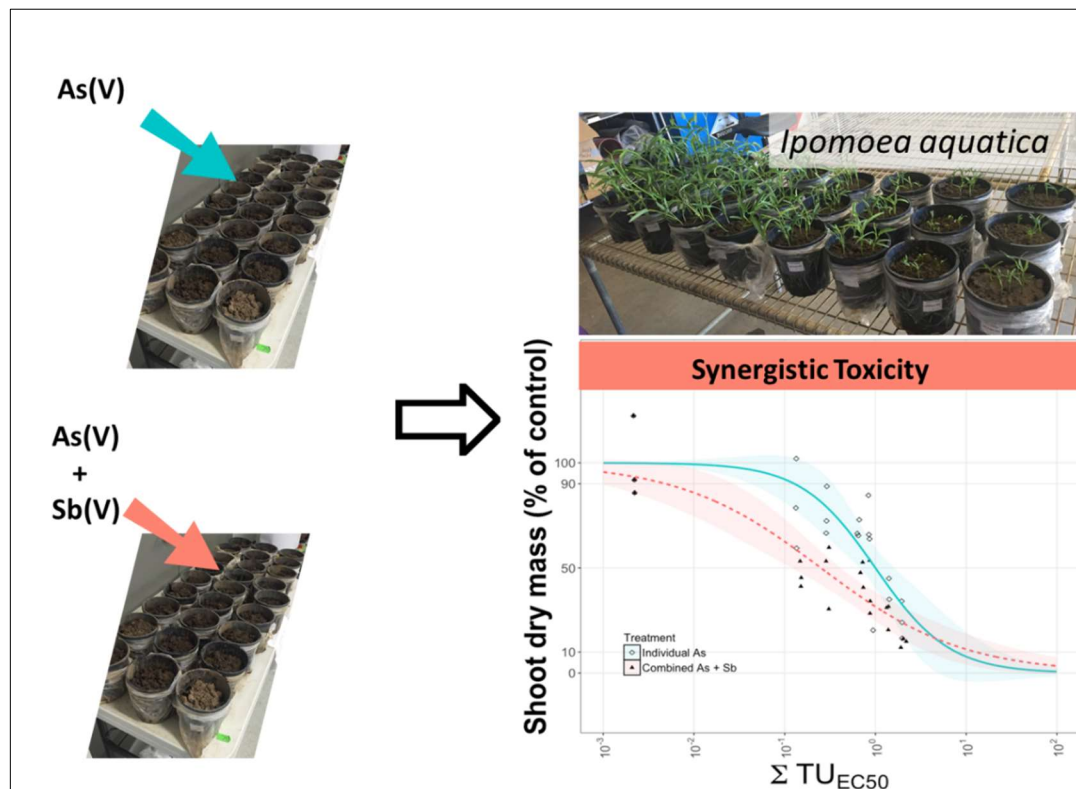 As(V)
As(V)
+
Sb(V)
Ipomoea aquatica
Synergistic Toxicity
Shoot dry mass (% of control)
100
90
50
10
0
Treatment
Individual As
Combined As + Sb
10⁻³
10⁻²
10⁻¹
10⁰
10¹
10²
Σ TU_EC50